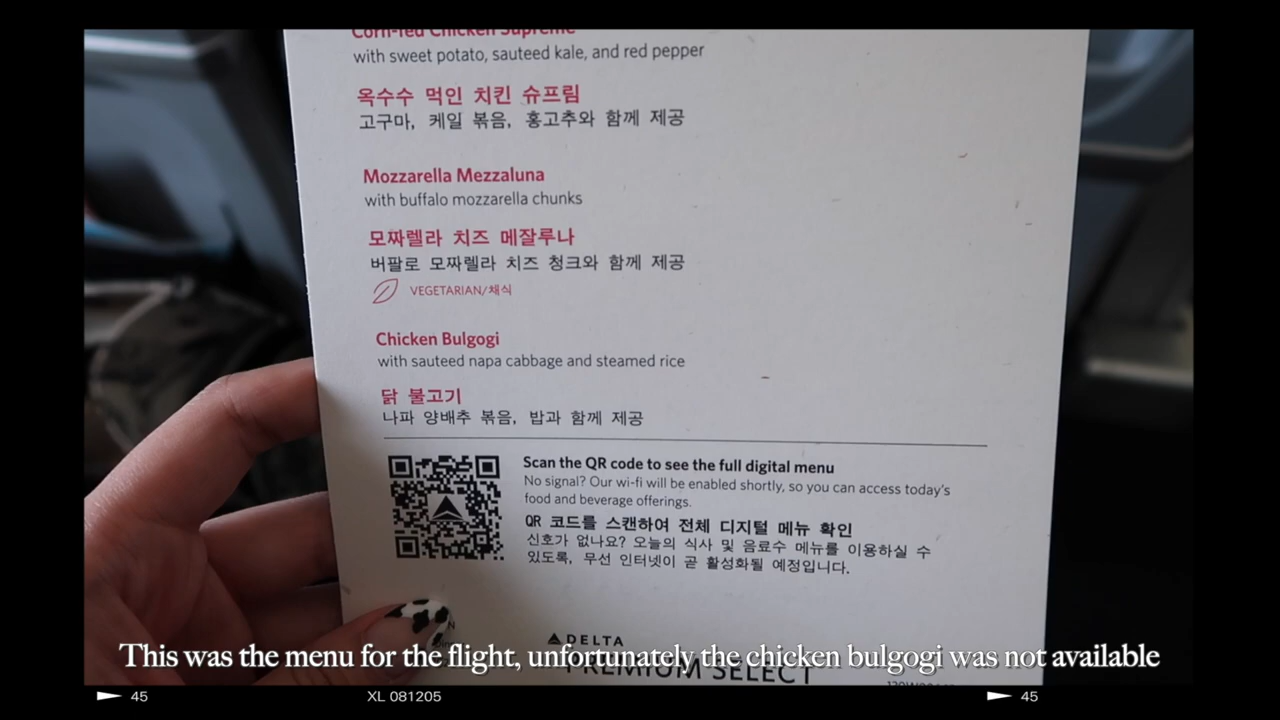 Corn-fed Chicken Supreme
with sweet potato, sauteed kale, and red pepper
옥수수 먹인 치킨 슈프림
고구마, 케일 볶음, 홍고추와 함께 제공
Mozzarella Mezzaluna
with buffalo mozzarella chunks
모짜렐라 치즈 메잘루나
버팔로 모짜렐라 치즈 청크와 함께 제공
VEGETARIAN/채식
Chicken Bulgogi
with sauteed napa cabbage and steamed rice
닭 불고기
나파 양배추 볶음, 밥과 함께 제공
Scan the QR code to see the full digital menu
No signal? Our wi-fi will be enabled shortly, so you can access today's
food and beverage offerings.
QR 코드를 스캔하여 전체 디지털 메뉴 확인
신호가 없나요? 오늘의 식사 및 음료수 메뉴를 이용하실 수
있도록, 무선 인터넷이 곧 활성화될 예정입니다.
DELTA
PREMIUM SELECT
This was the menu for the flight, unfortunately the chicken bulgogi was not available
45 XL 081205 45